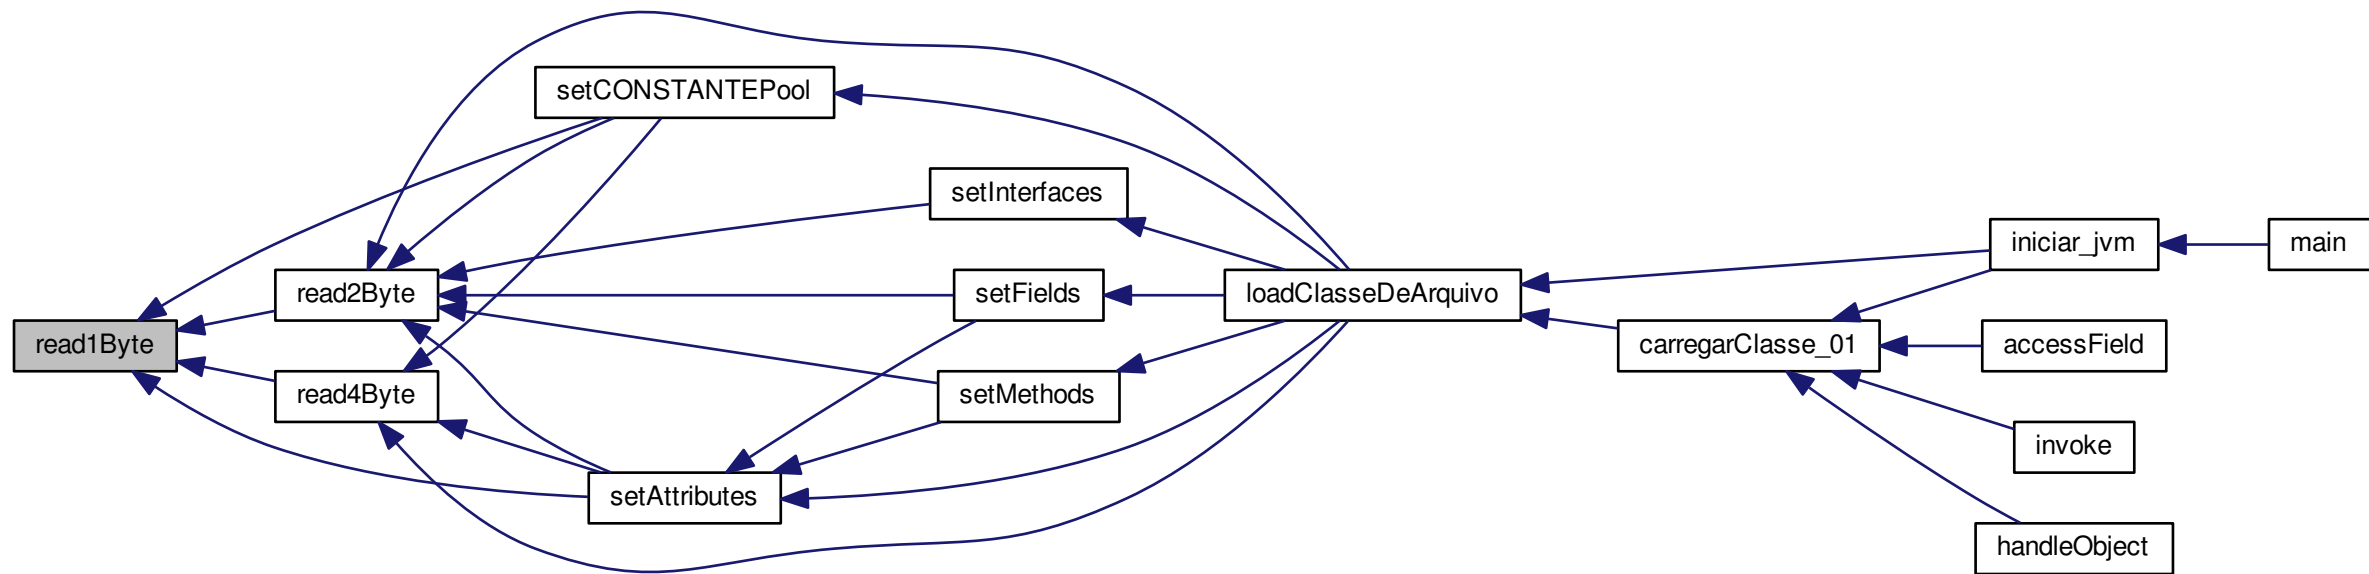 setCONSTANTEPool
setInterfaces
iniciar_jvm
main
read2Byte
setFields
loadClasseDeArquivo
read1Byte
carregarClasse_01
accessField
read4Byte
setMethods
invoke
setAttributes
handleObject